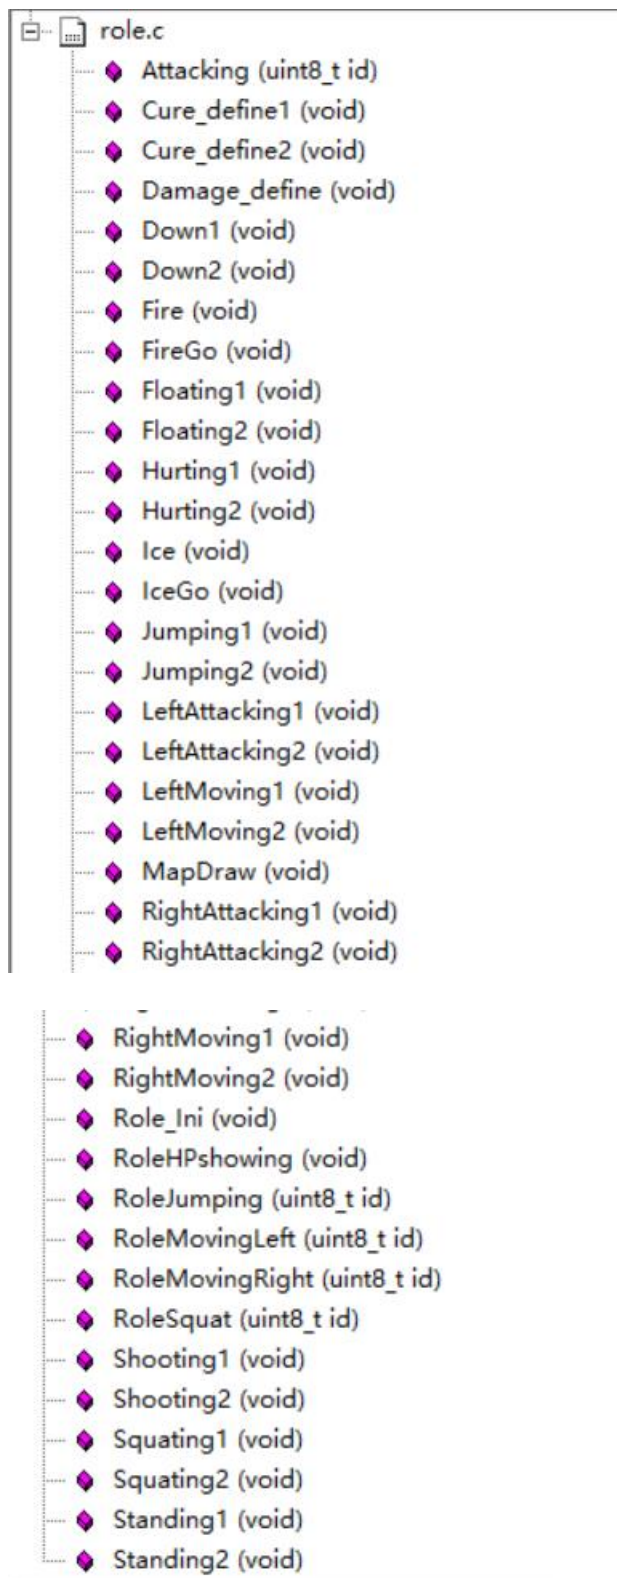 role.c
Attacking (uint8_t id)
Cure_define1 (void)
Cure_define2 (void)
Damage_define (void)
Down1 (void)
Down2 (void)
Fire (void)
FireGo (void)
Floating1 (void)
Floating2 (void)
Hurting1 (void)
Hurting2 (void)
Ice (void)
IceGo (void)
Jumping1 (void)
Jumping2 (void)
LeftAttacking1 (void)
LeftAttacking2 (void)
LeftMoving1 (void)
LeftMoving2 (void)
MapDraw (void)
RightAttacking1 (void)
RightAttacking2 (void)
RightMoving1 (void)
RightMoving2 (void)
Role_Ini (void)
RoleHPshowing (void)
RoleJumping (uint8_t id)
RoleMovingLeft (uint8_t id)
RoleMovingRight (uint8_t id)
RoleSquat (uint8_t id)
Shooting1 (void)
Shooting2 (void)
Squating1 (void)
Squating2 (void)
Standing1 (void)
Standing2 (void)